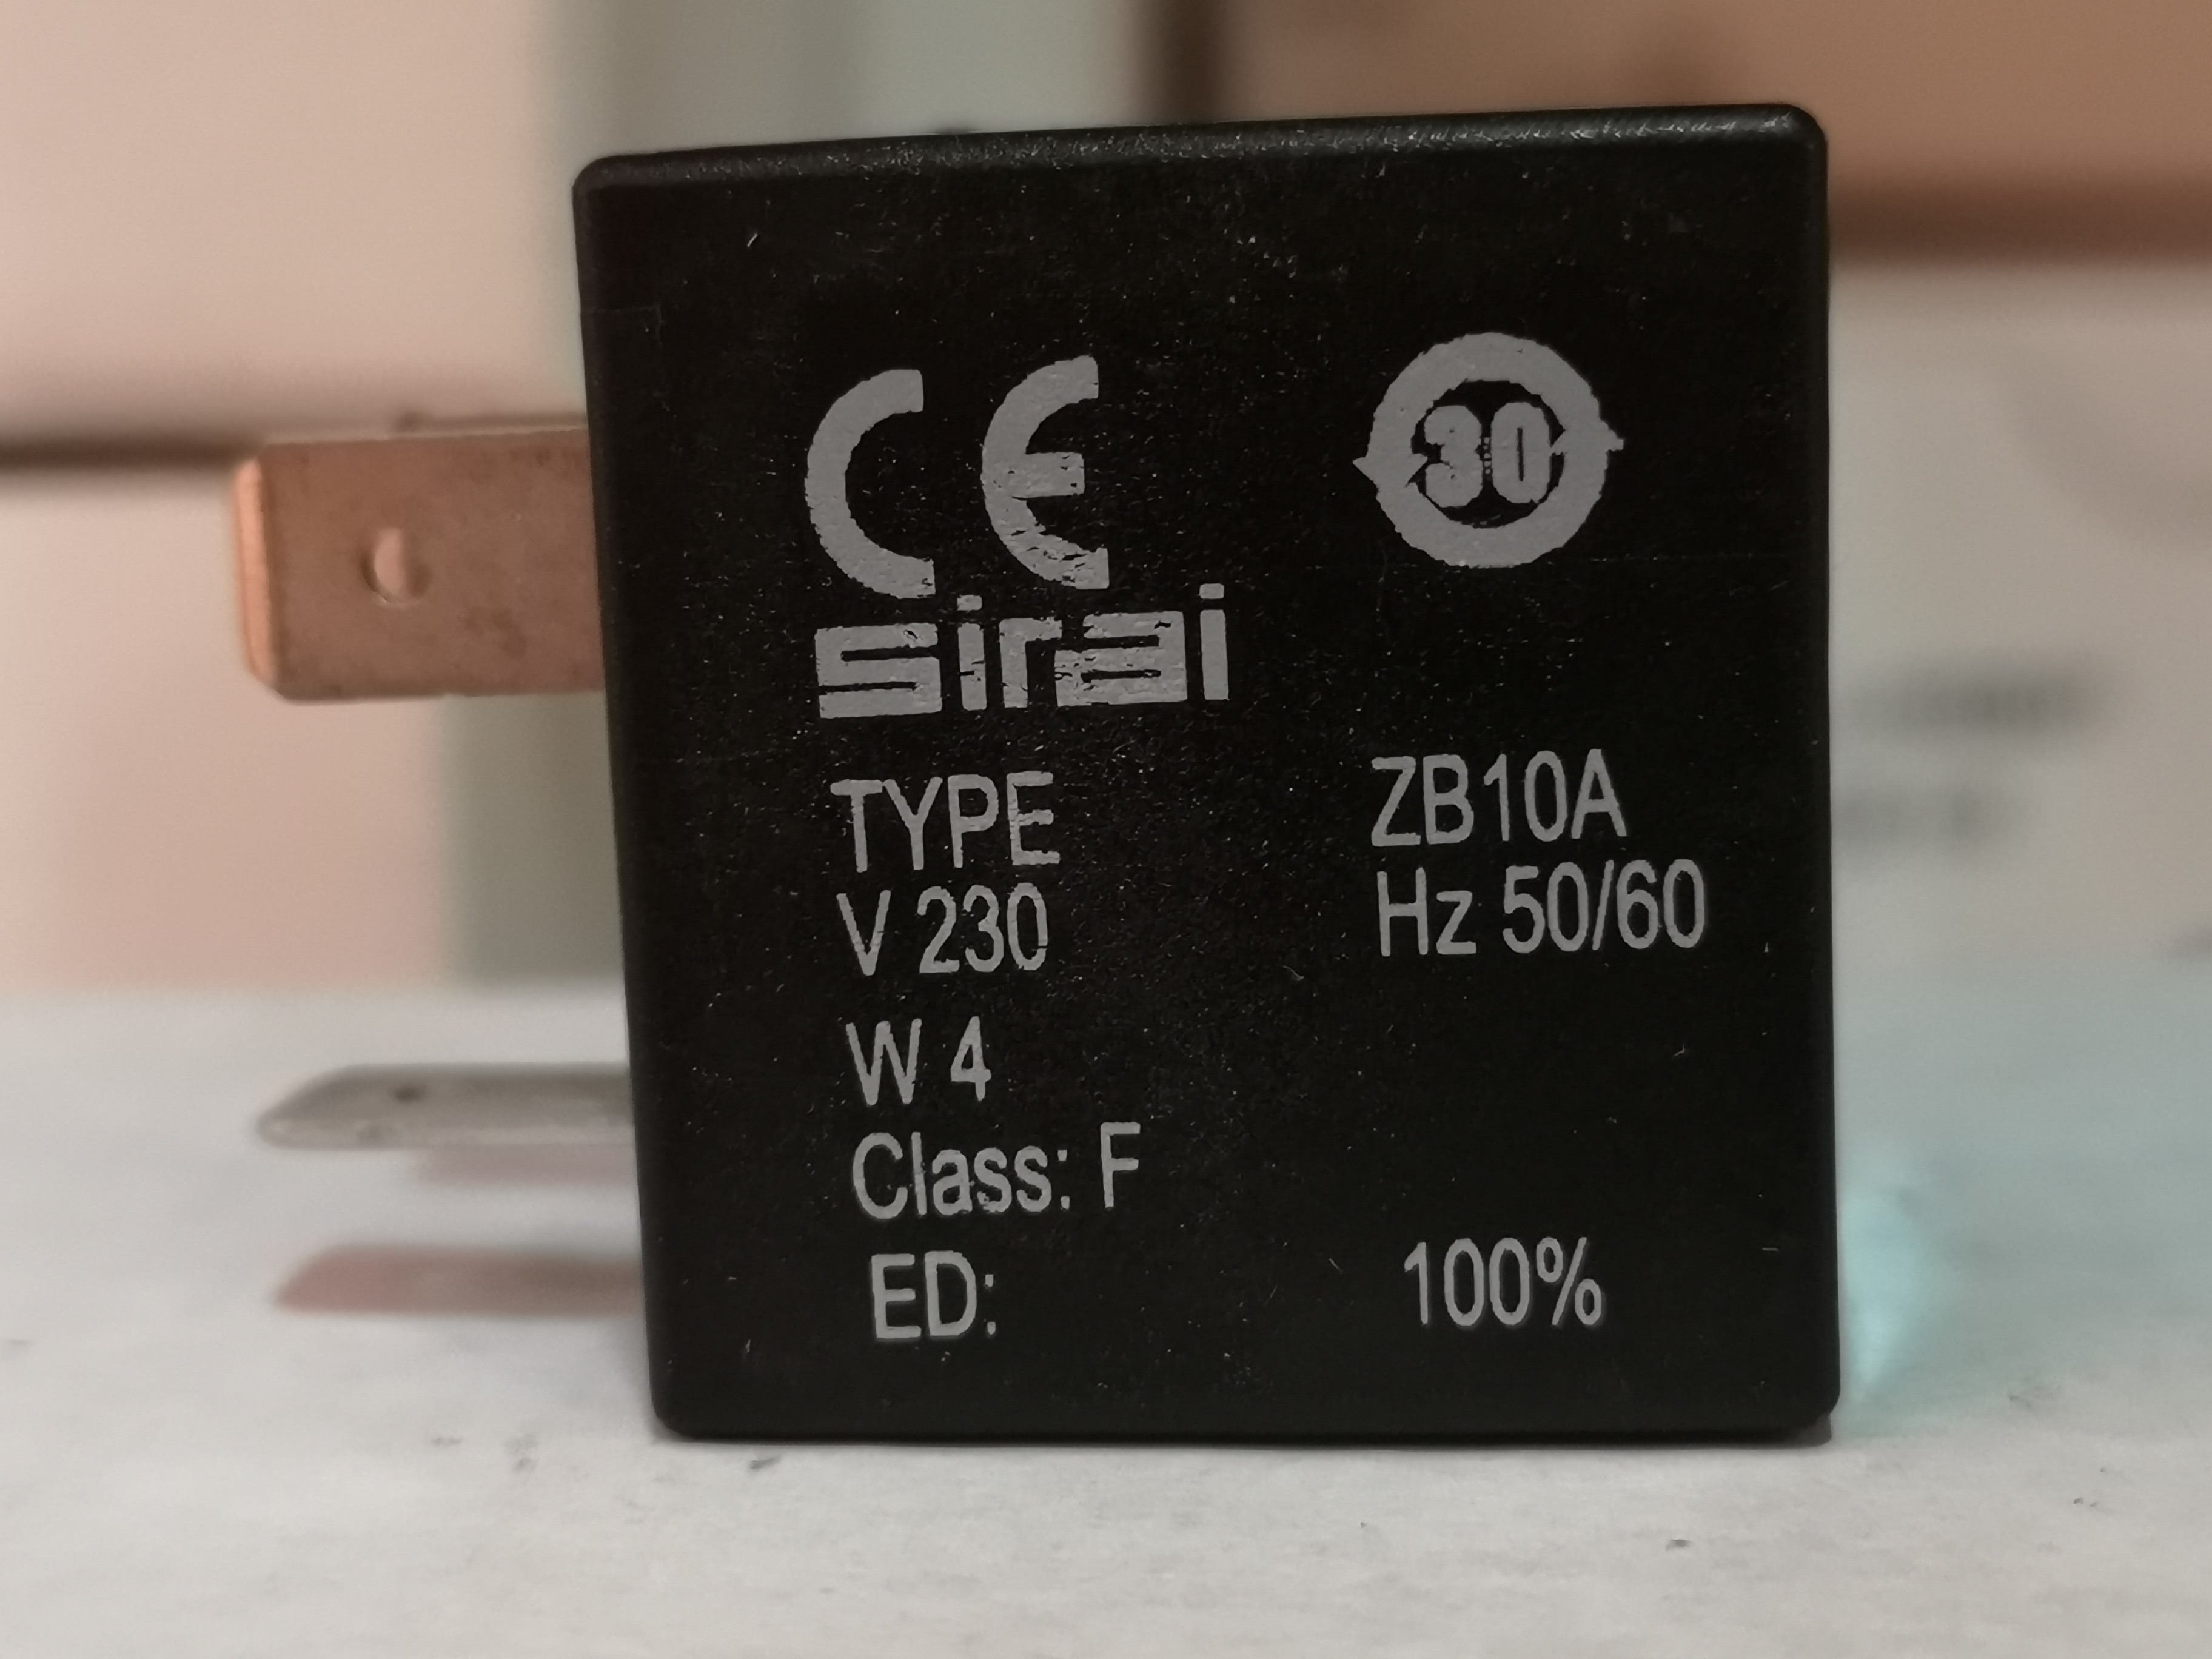 CE 30
sirai
TYPE ZB10A
V 230 Hz 50/60
W 4
Class: F
ED: 100%